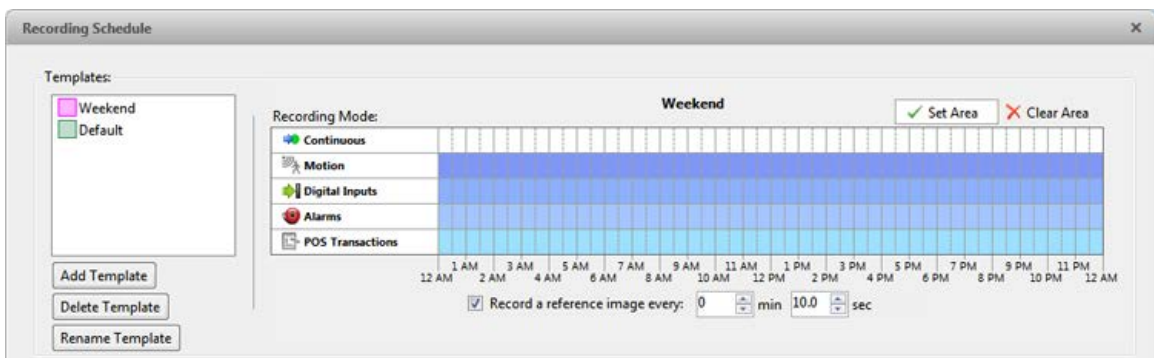 Recording Schedule
Templates:
Weekend
Default
Add Template
Delete Template
Rename Template
Weekend
Set Area
Clear Area
Recording Mode:
Continuous
Motion
Digital Inputs
Alarms
POS Transactions
12 AM 1 AM 2 AM 3 AM 4 AM 5 AM 6 AM 7 AM 8 AM 9 AM 10 AM 11 AM 12 PM 1 PM 2 PM 3 PM 4 PM 5 PM 6 PM 7 PM 8 PM 9 PM 10 PM 11 PM 12 AM
Record a reference image every: 0 min 10.0 sec